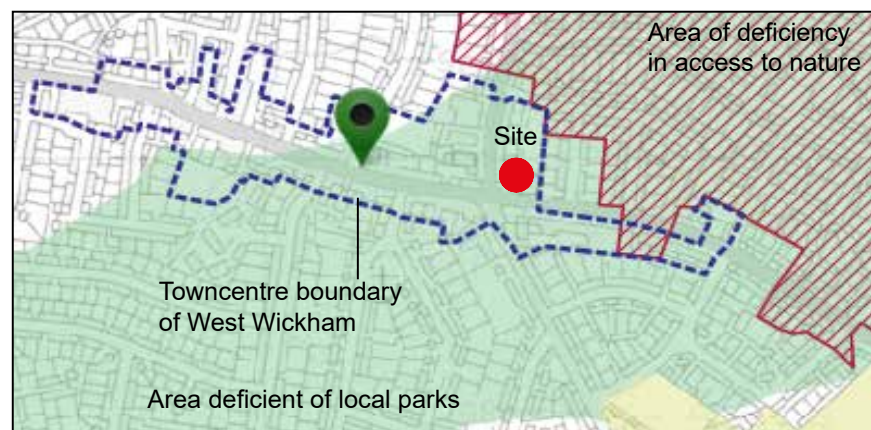 Area of deficiency
in access to nature
Site
Towncentre boundary
of West Wickham
Area deficient of local parks